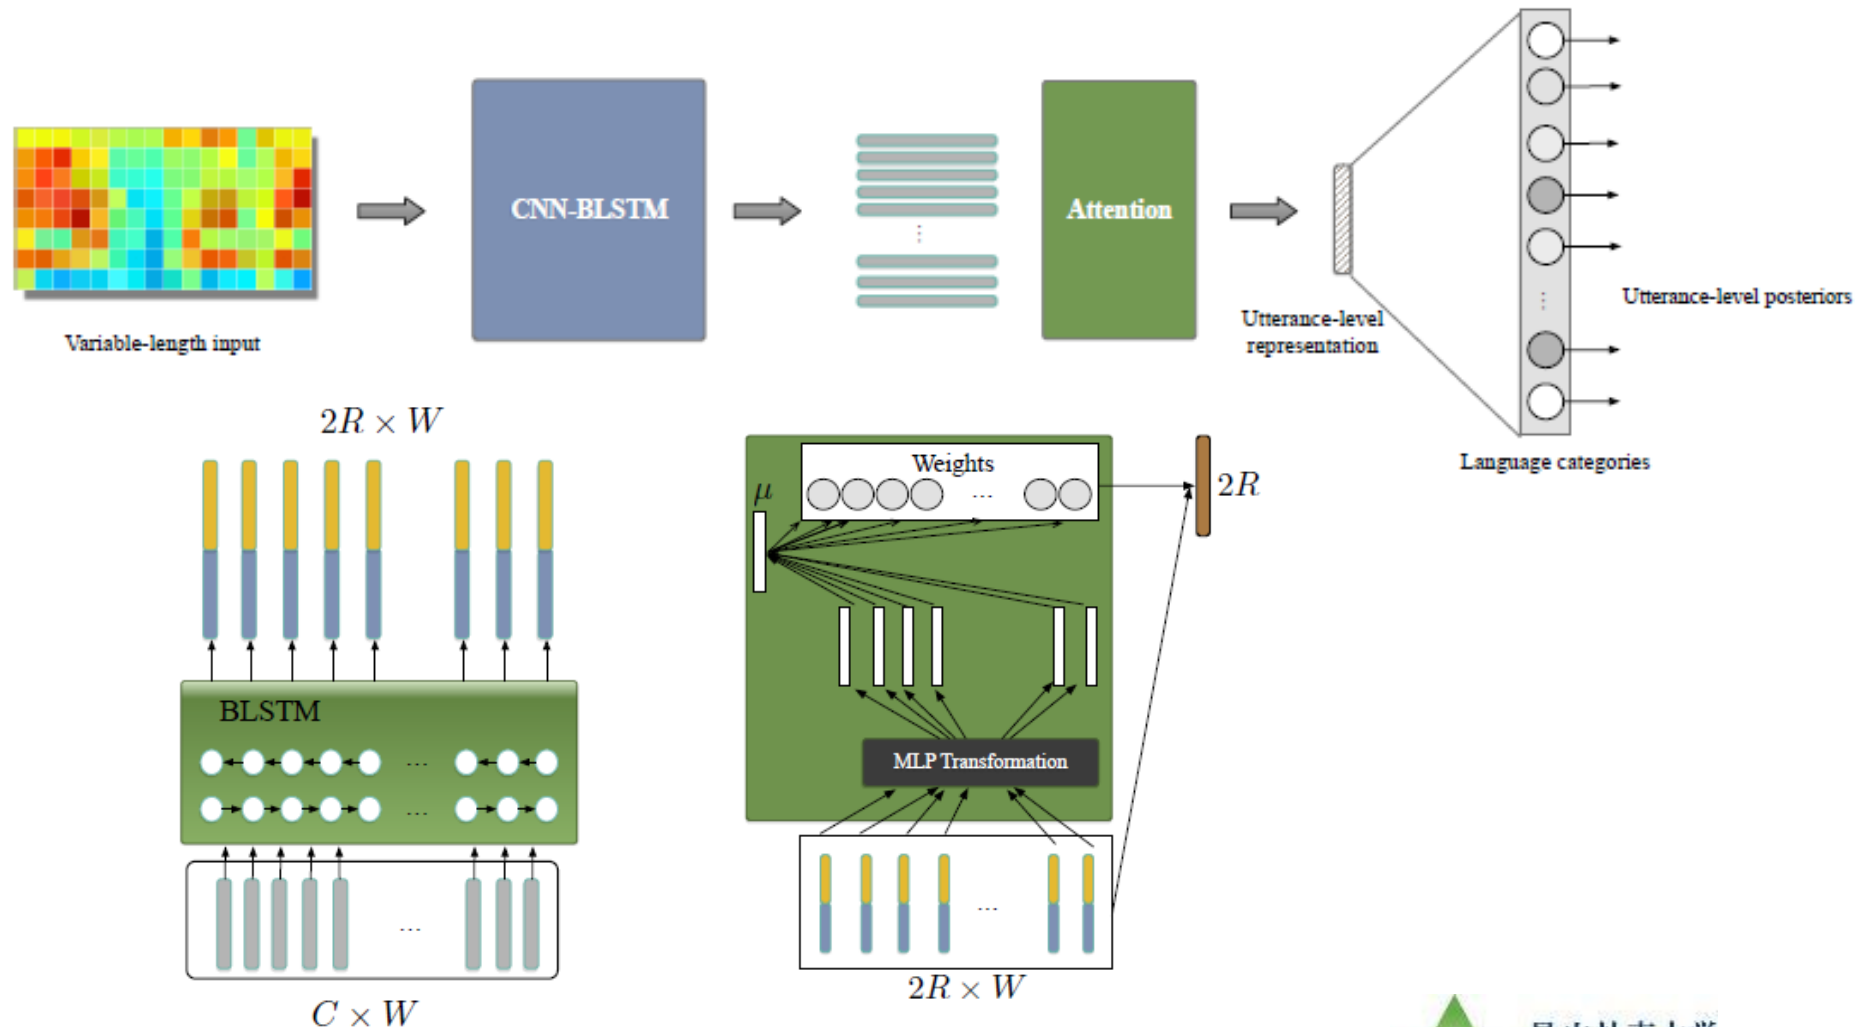 CNN-BLSTM
Attention
Variable-length input
Utterance-level
representation
Utterance-level posteriors
Language categories
2R × W
BLSTM
...
...
...
C × W
Weights
μ
...
2R
MLP Transformation
...
2R × W